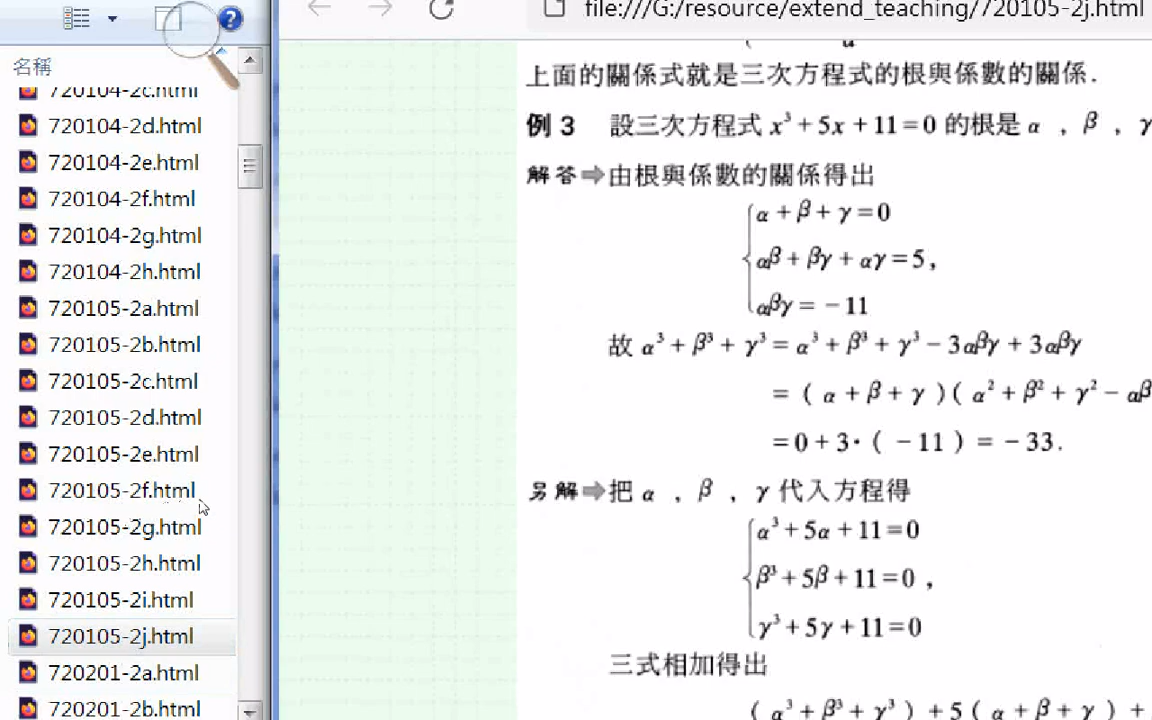 名稱
720104-2c.html
720104-2d.html
720104-2e.html
720104-2f.html
720104-2g.html
720104-2h.html
720105-2a.html
720105-2b.html
720105-2c.html
720105-2d.html
720105-2e.html
720105-2f.html
720105-2g.html
720105-2h.html
720105-2i.html
720105-2j.html
720201-2a.html
720201-2b.html
file:///G:/resource/extend_teaching/720105-2j.html
上面的關係式就是三次方程式的根與係數的關係.
例 3 設三次方程式 x³ + 5x + 11 = 0 的根是 α , β , γ
解答⇨由根與係數的關係得出
α + β + γ = 0
αβ + βγ + αγ = 5 ,
αβγ = − 11
故 α³ + β³ + γ³ = α³ + β³ + γ³ − 3αβγ + 3αβγ
= ( α + β + γ ) ( α² + β² + γ² − αβ
= 0 + 3 · ( − 11 ) = − 33 .
另解⇨把 α , β , γ 代入方程得
α³ + 5α + 11 = 0
β³ + 5β + 11 = 0 ,
γ³ + 5γ + 11 = 0
三式相加得出
( α³ + β³ + γ³ ) + 5 ( α + β + γ ) +